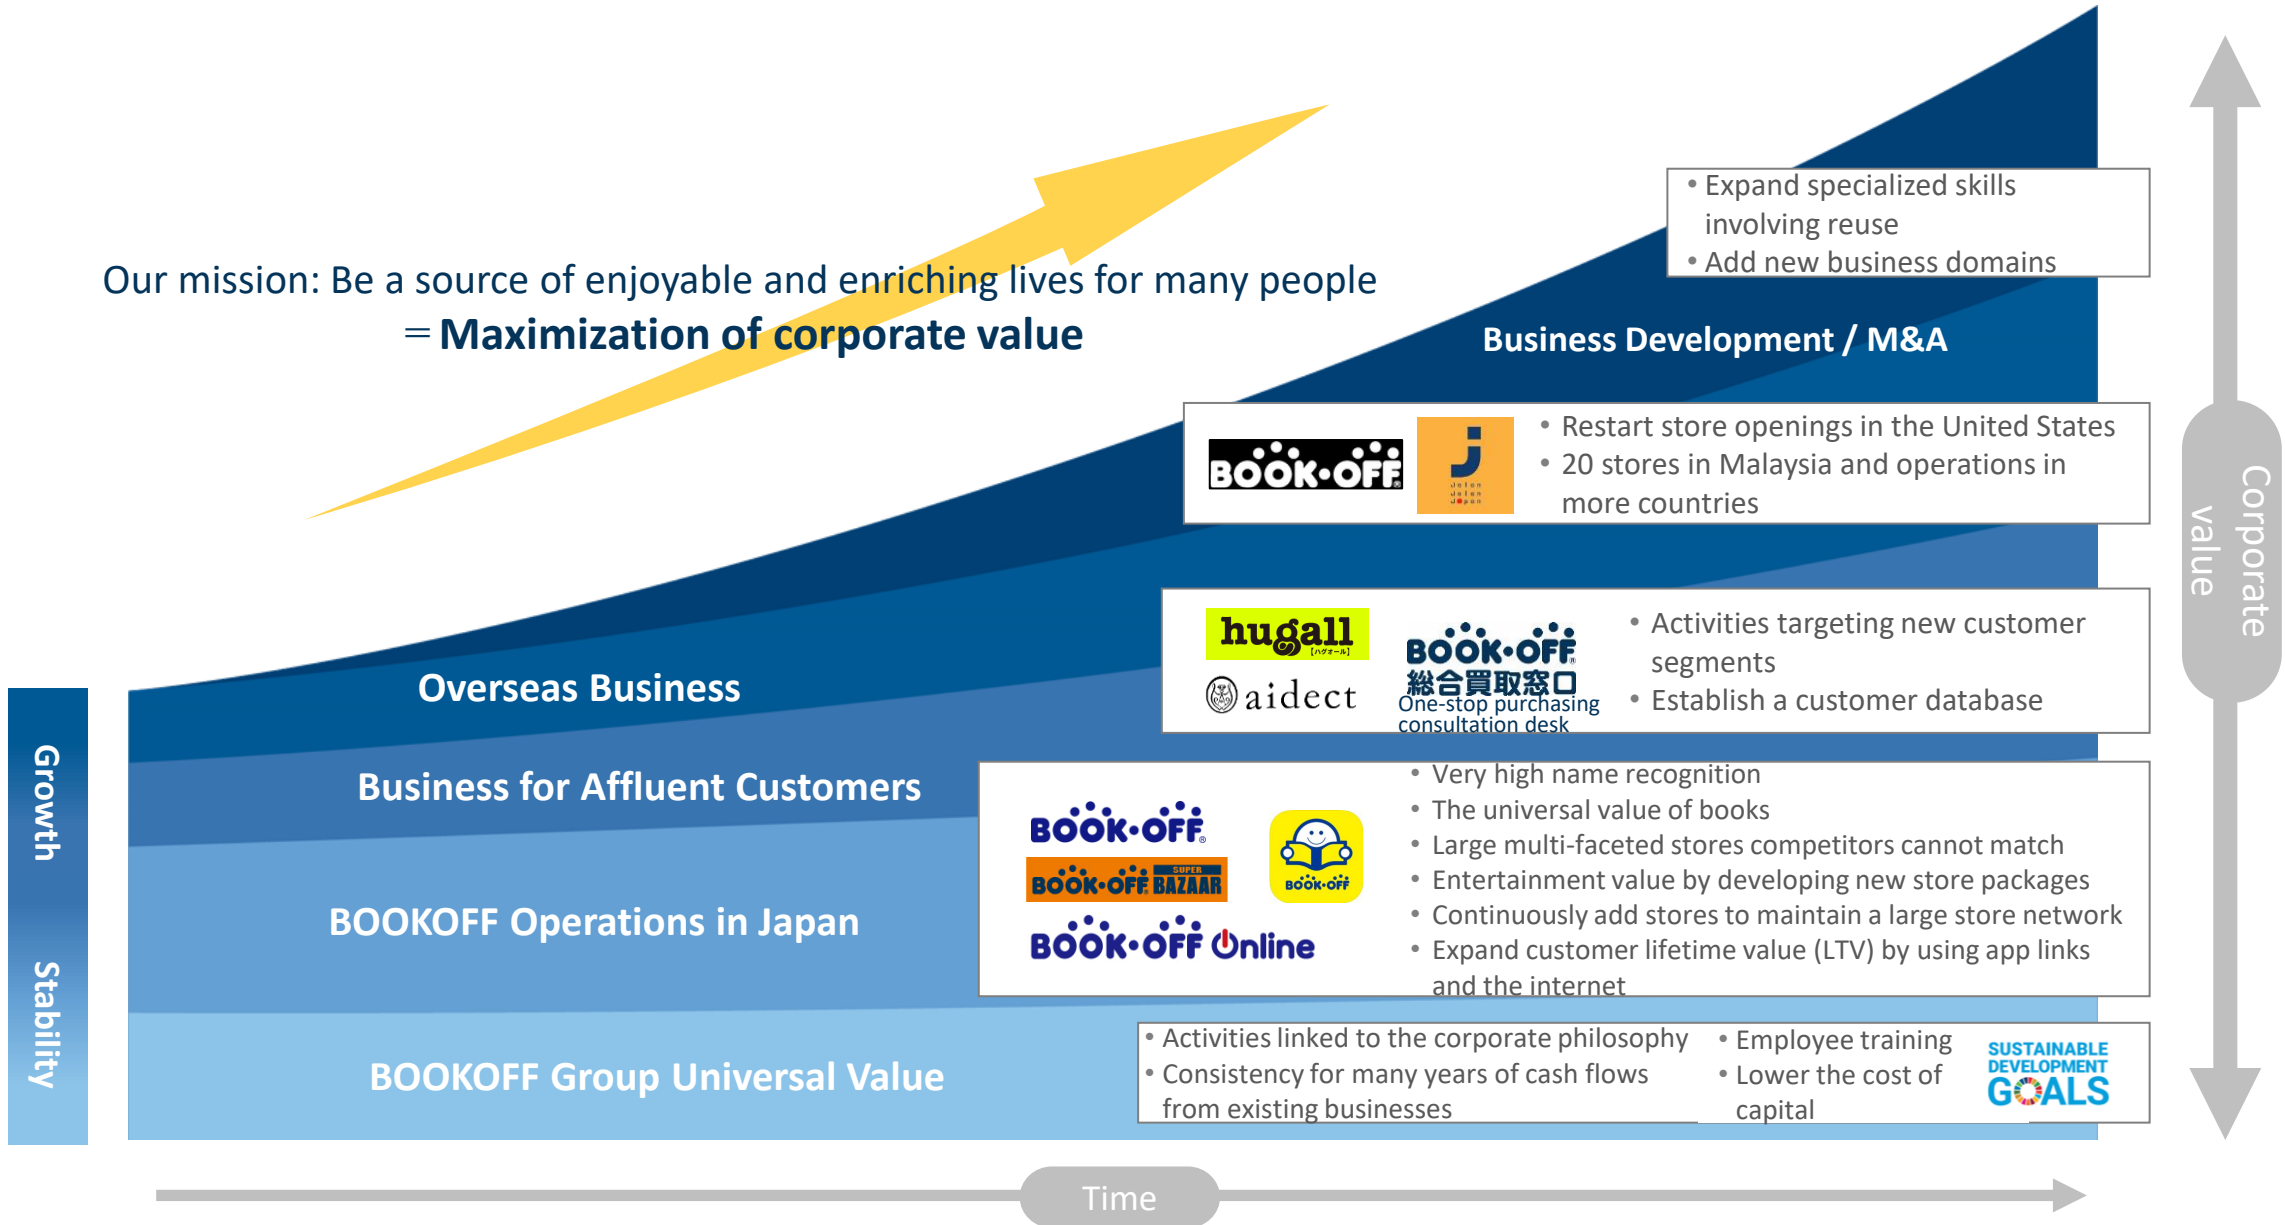 Our mission: Be a source of enjoyable and enriching lives for many people
＝Maximization of corporate value
• Expand specialized skills
involving reuse
• Add new business domains
Business Development / M&A
BOOK•OFF®
J
Jalan
Jalan
Japan
• Restart store openings in the United States
• 20 stores in Malaysia and operations in
more countries
Overseas Business
hugall
【ハグオール】
aidect
BOOK•OFF®
総合買取窓口
One-stop purchasing
consultation desk
• Activities targeting new customer
segments
• Establish a customer database
Business for Affluent Customers
BOOK•OFF®
BOOK•OFF SUPER BAZAAR
BOOK•OFF
BOOK•OFF Online
• Very high name recognition
• The universal value of books
• Large multi-faceted stores competitors cannot match
• Entertainment value by developing new store packages
• Continuously add stores to maintain a large store network
• Expand customer lifetime value (LTV) by using app links
and the internet
BOOKOFF Operations in Japan
BOOKOFF Group Universal Value
• Activities linked to the corporate philosophy
• Consistency for many years of cash flows
from existing businesses
• Employee training
• Lower the cost of
capital
SUSTAINABLE
DEVELOPMENT
GOALS
Growth
Stability
Corporate
value
Time